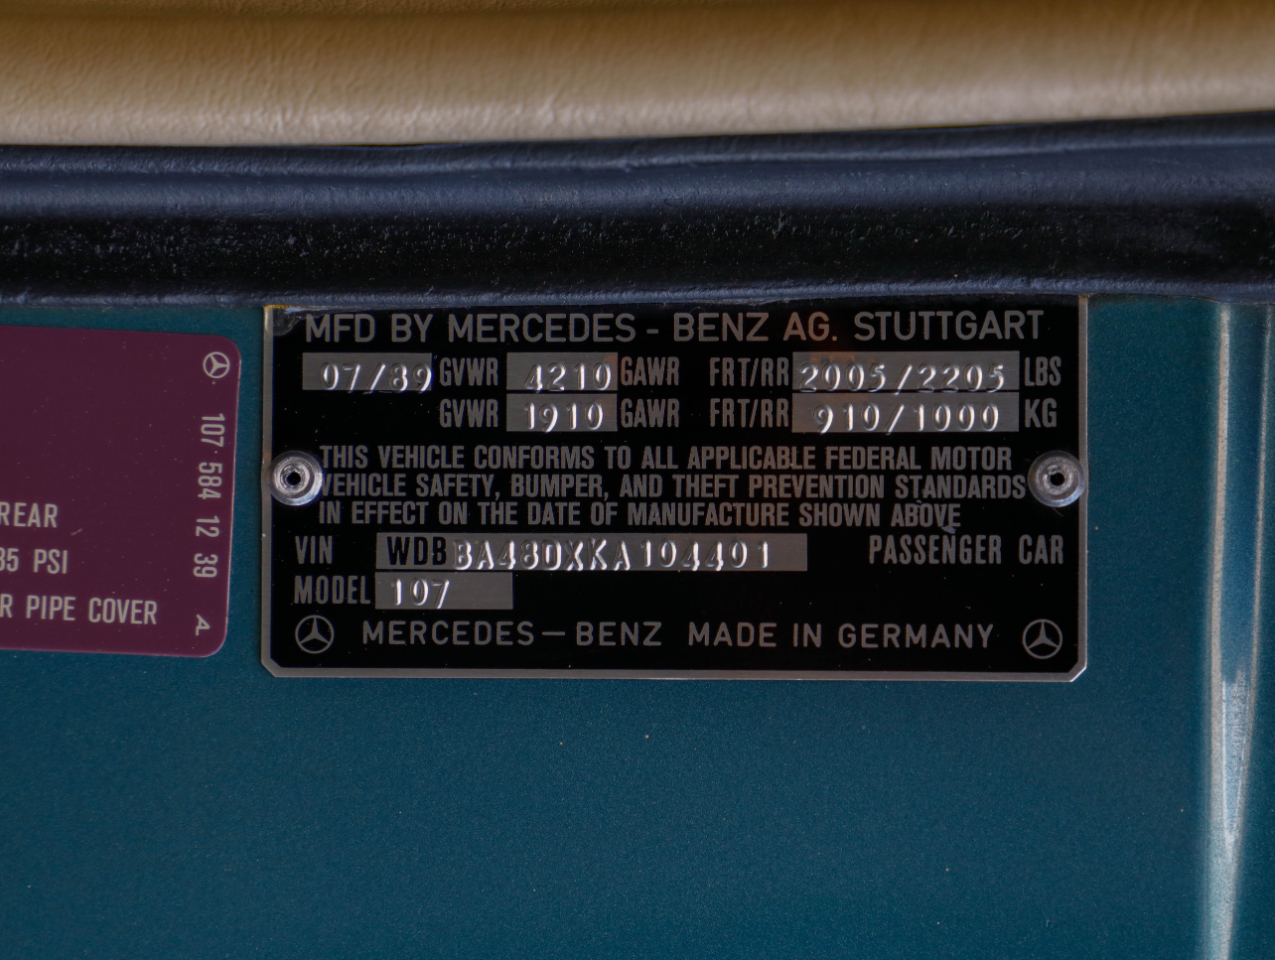 MFD BY MERCEDES - BENZ AG. STUTTGART
07/89 GVWR 4210 GAWR FRT/RR 2005/2205 LBS
GVWR 1910 GAWR FRT/RR 910/1000 KG
THIS VEHICLE CONFORMS TO ALL APPLICABLE FEDERAL MOTOR
VEHICLE SAFETY, BUMPER, AND THEFT PREVENTION STANDARDS
IN EFFECT ON THE DATE OF MANUFACTURE SHOWN ABOVE
VIN WDBBA48DXKA104401 PASSENGER CAR
MODEL 107
MERCEDES-BENZ MADE IN GERMANY
REAR
35 PSI
R PIPE COVER
107 584 12 39 A